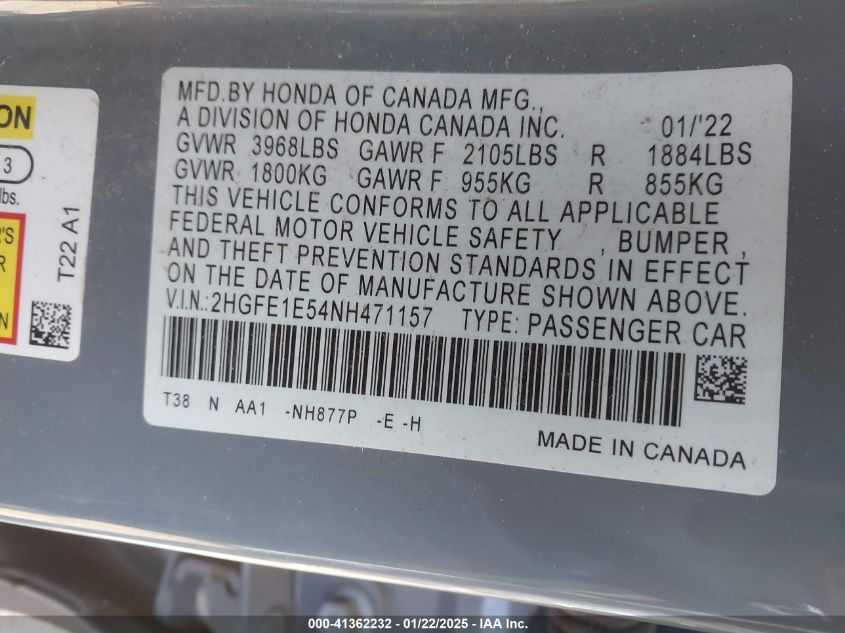 ON
3
lbs.
'S
R
N
T22 A1
MFD.BY HONDA OF CANADA MFG.,
A DIVISION OF HONDA CANADA INC. 01/'22
GVWR 3968LBS GAWR F 2105LBS R 1884LBS
GVWR 1800KG GAWR F 955KG R 855KG
THIS VEHICLE CONFORMS TO ALL APPLICABLE
FEDERAL MOTOR VEHICLE SAFETY , BUMPER ,
AND THEFT PREVENTION STANDARDS IN EFFECT
ON THE DATE OF MANUFACTURE SHOWN ABOVE.
V.I.N.:2HGFE1E54NH471157 TYPE: PASSENGER CAR
T38 N AA1 -NH877P -E -H
MADE IN CANADA
000-41362232 - 01/22/2025 - IAA Inc.